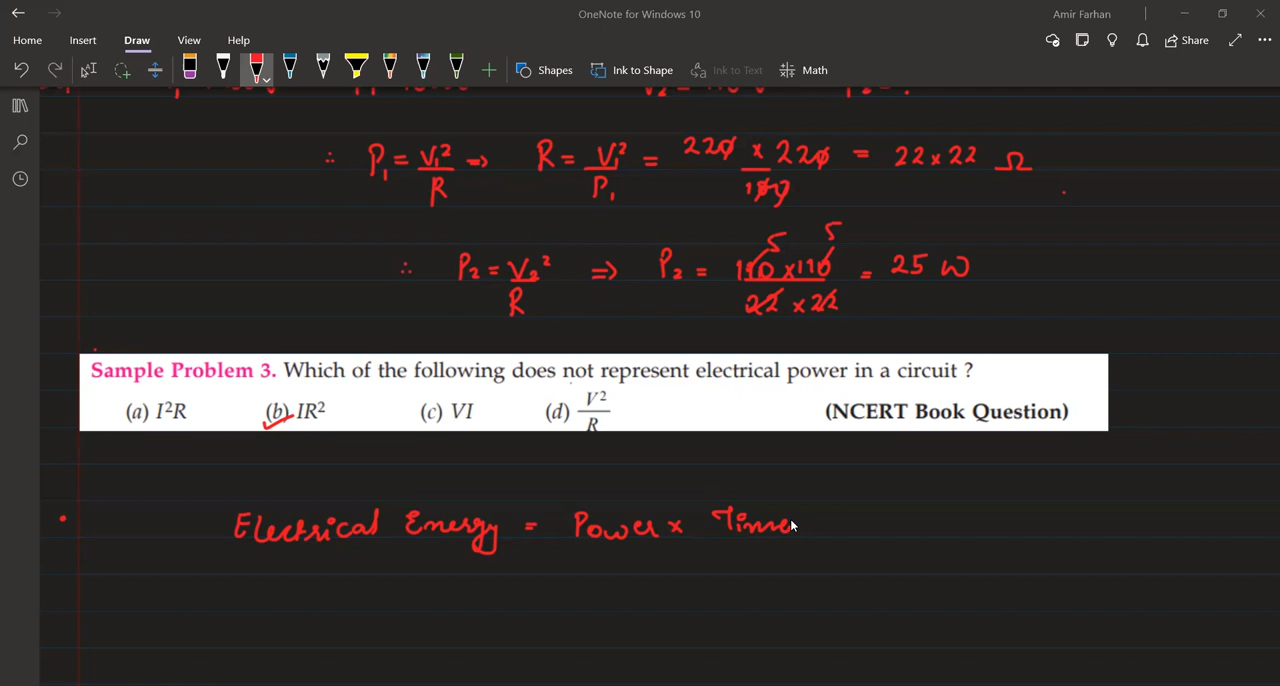 OneNote for Windows 10
Amir Farhan
Home Insert Draw View Help
Share
Shapes Ink to Shape Ink to Text Math
∴ P₁ = V₁²/R ⇒ R = V₁²/P₁ = 220 × 220/100 = 22 × 22 Ω
5 5
∴ P₂ = V₂²/R ⇒ P₂ = 110 × 110/22 × 22 = 25 W
Sample Problem 3. Which of the following does not represent electrical power in a circuit ?
(a) I²R (b) IR² (c) VI (d) V²/R (NCERT Book Question)
Electrical Energy = Power × Time